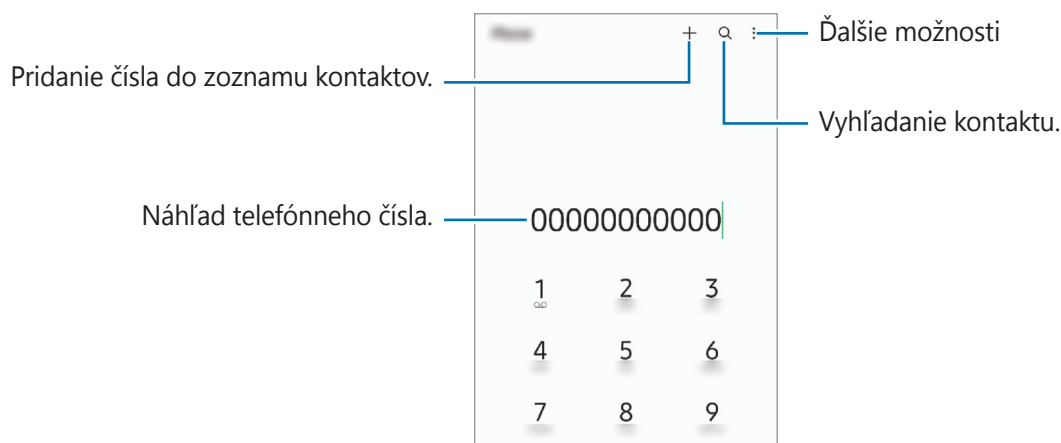 Ďalšie možnosti
Pridanie čísla do zoznamu kontaktov.
Vyhľadanie kontaktu.
Náhľad telefónneho čísla.
00000000000
1 2 3
4 5 6
7 8 9